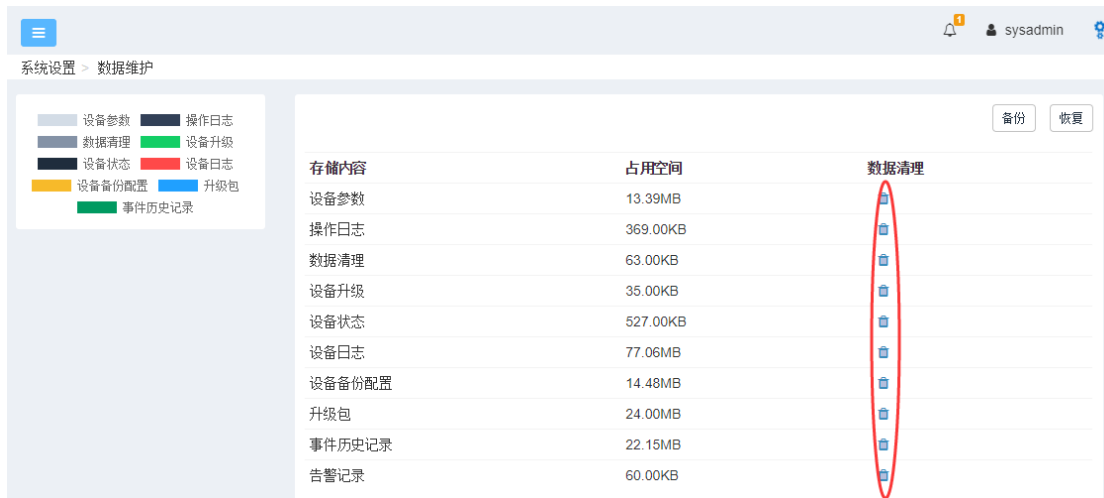 1
sysadmin
系统设置 > 数据维护
设备参数 操作日志
数据清理 设备升级
设备状态 设备日志
设备备份配置 升级包
事件历史记录
备份 恢复
存储内容 占用空间 数据清理
设备参数 13.39MB
操作日志 369.00KB
数据清理 63.00KB
设备升级 35.00KB
设备状态 527.00KB
设备日志 77.06MB
设备备份配置 14.48MB
升级包 24.00MB
事件历史记录 22.15MB
告警记录 60.00KB